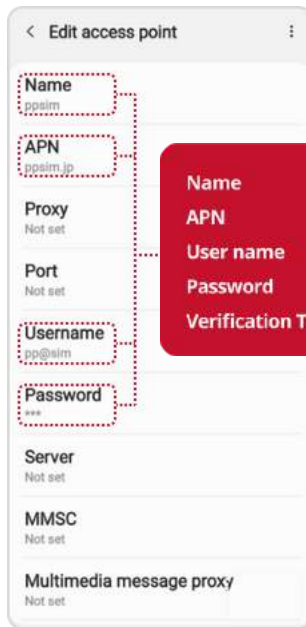 < Edit access point
Name
ppsim
APN
ppsim.jp
Proxy
Not set
Port
Not set
Username
pp@sim
Password
***
Server
Not set
MMSC
Not set
Multimedia message proxy
Not set
Name
APN
User name
Password
Verification T